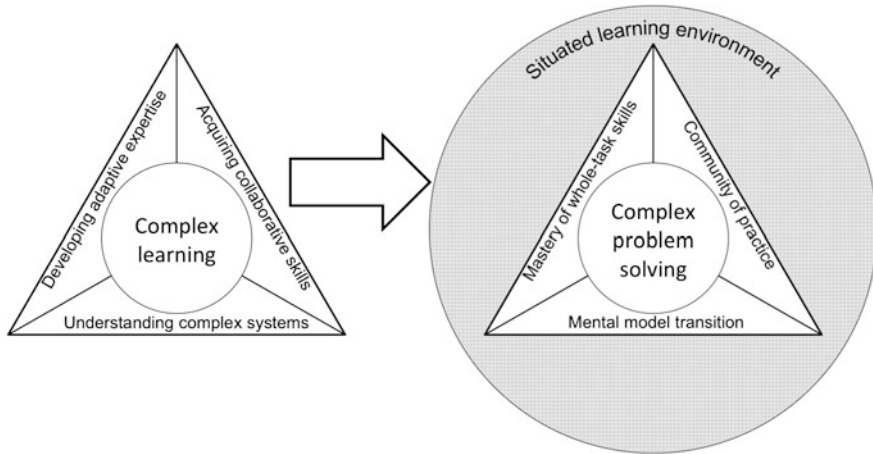 Developing adaptive expertise
Acquiring collaborative skills
Complex
learning
Understanding complex systems
Situated learning environment
Mastery of whole-task skills
Community of practice
Complex
problem
solving
Mental model transition